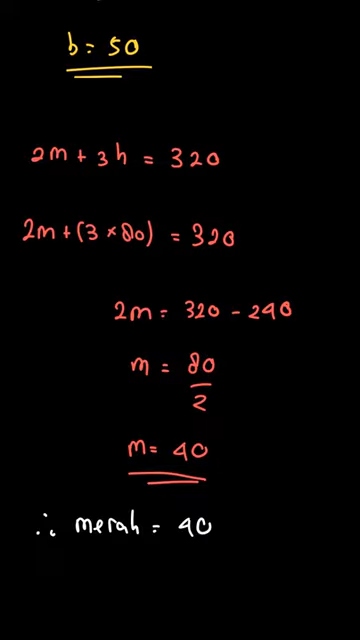 b = 50
2m + 3h = 320
2m + (3 × 80) = 320
2m = 320 - 240
m = 80
2
m = 40
∴ merah = 40